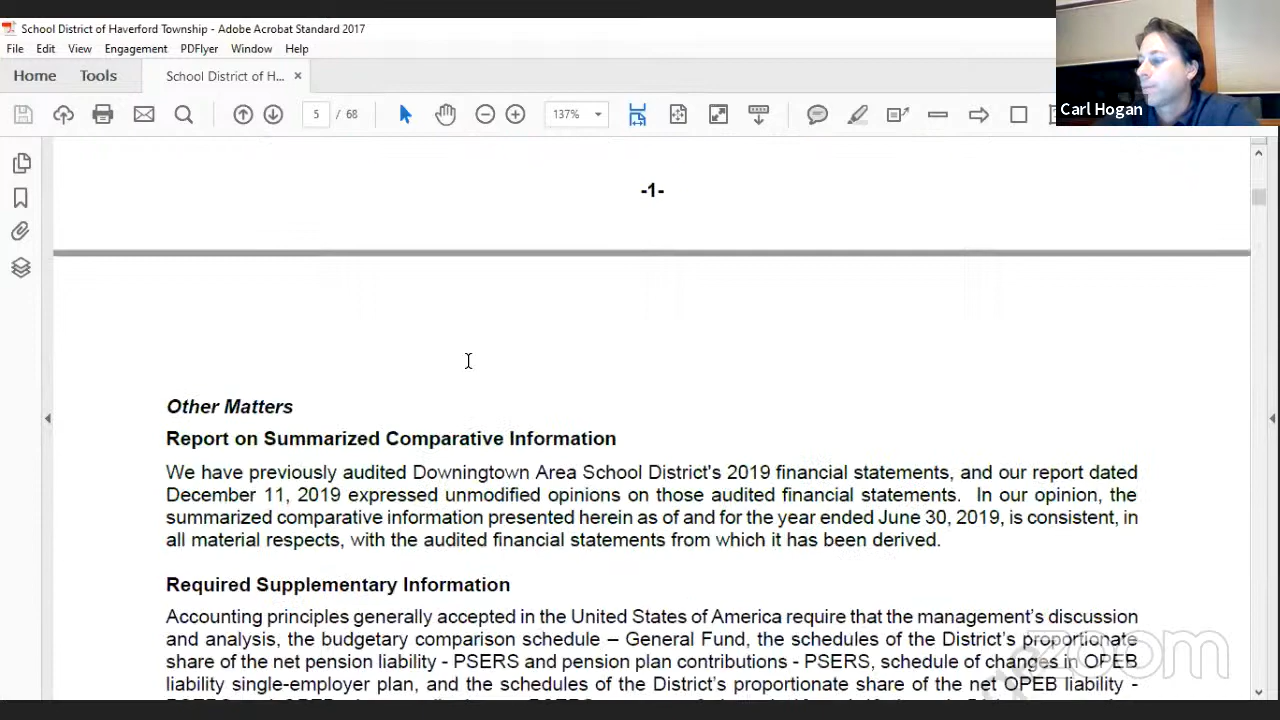 School District of Haverford Township - Adobe Acrobat Standard 2017
File Edit View Engagement PDFlyer Window Help
Home Tools School District of H... ×
5 / 68 137%
Carl Hogan
-1-
Other Matters
Report on Summarized Comparative Information
We have previously audited Downingtown Area School District's 2019 financial statements, and our report dated
December 11, 2019 expressed unmodified opinions on those audited financial statements. In our opinion, the
summarized comparative information presented herein as of and for the year ended June 30, 2019, is consistent, in
all material respects, with the audited financial statements from which it has been derived.
Required Supplementary Information
Accounting principles generally accepted in the United States of America require that the management's discussion
and analysis, the budgetary comparison schedule – General Fund, the schedules of the District's proportionate
share of the net pension liability - PSERS and pension plan contributions - PSERS, schedule of changes in OPEB
liability single-employer plan, and the schedules of the District's proportionate share of the net OPEB liability -
zoom